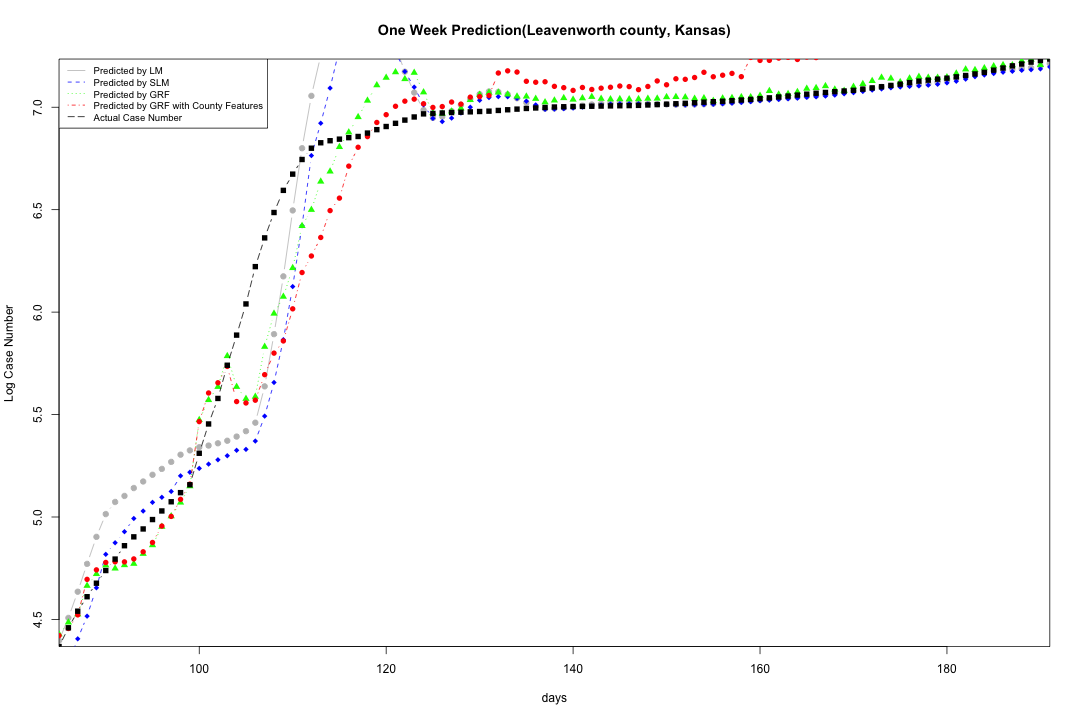 One Week Prediction(Leavenworth county, Kansas)
Predicted by LM
Predicted by SLM
Predicted by GRF
Predicted by GRF with County Features
Actual Case Number
7.0
6.5
6.0
5.5
5.0
4.5
Log Case Number
100 120 140 160 180
days